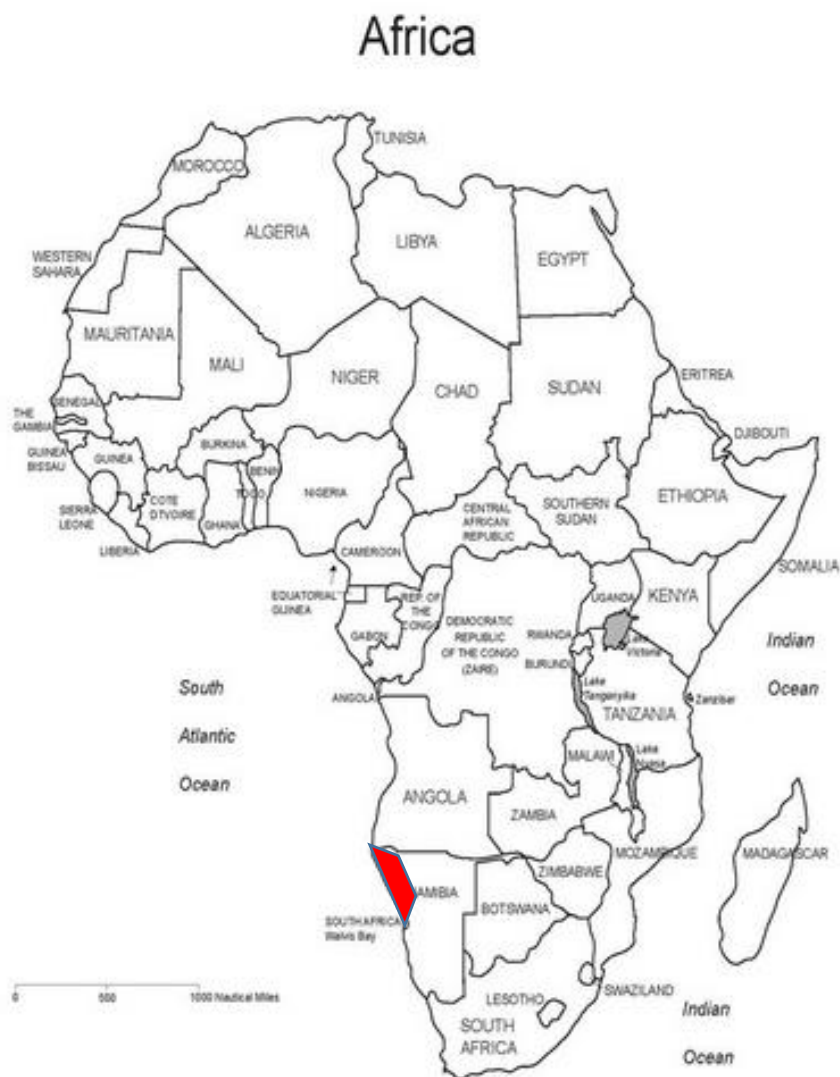 Africa
TUNISIA
MOROCCO
ALGERIA
LIBYA
EGYPT
WESTERN
SAHARA
MAURITANIA
MALI
NIGER
CHAD
SUDAN
ERITREA
SENEGAL
THE
GAMBIA
DJIBOUTI
GUINEA
BISSAU
GUINEA
BURKINA
BENIN
TOGO
NIGERIA
ETHIOPIA
SIERRA
LEONE
COTE
D'IVOIRE
GHANA
CENTRAL
AFRICAN
REPUBLIC
SOUTHERN
SUDAN
LIBERIA
CAMEROON
SOMALIA
EQUATORIAL
GUINEA
REP. OF
THE
CONGO
UGANDA
KENYA
GABON
DEMOCRATIC
REPUBLIC
OF THE CONGO
(ZAIRE)
RWANDA
Lake
Victoria
BURUNDI
Indian
Ocean
South
Atlantic
Ocean
ANGOLA
Lake
Tanganyika
Zanzibar
TANZANIA
MALAWI
Lake
Nyasa
ANGOLA
ZAMBIA
MOZAMBIQUE
MADAGASCAR
ZIMBABWE
AMIBIA
BOTSWANA
SOUTH AFRICA
Walvis Bay
0 500 1000 Nautical Miles
SWAZILAND
LESOTHO
SOUTH
AFRICA
Indian
Ocean